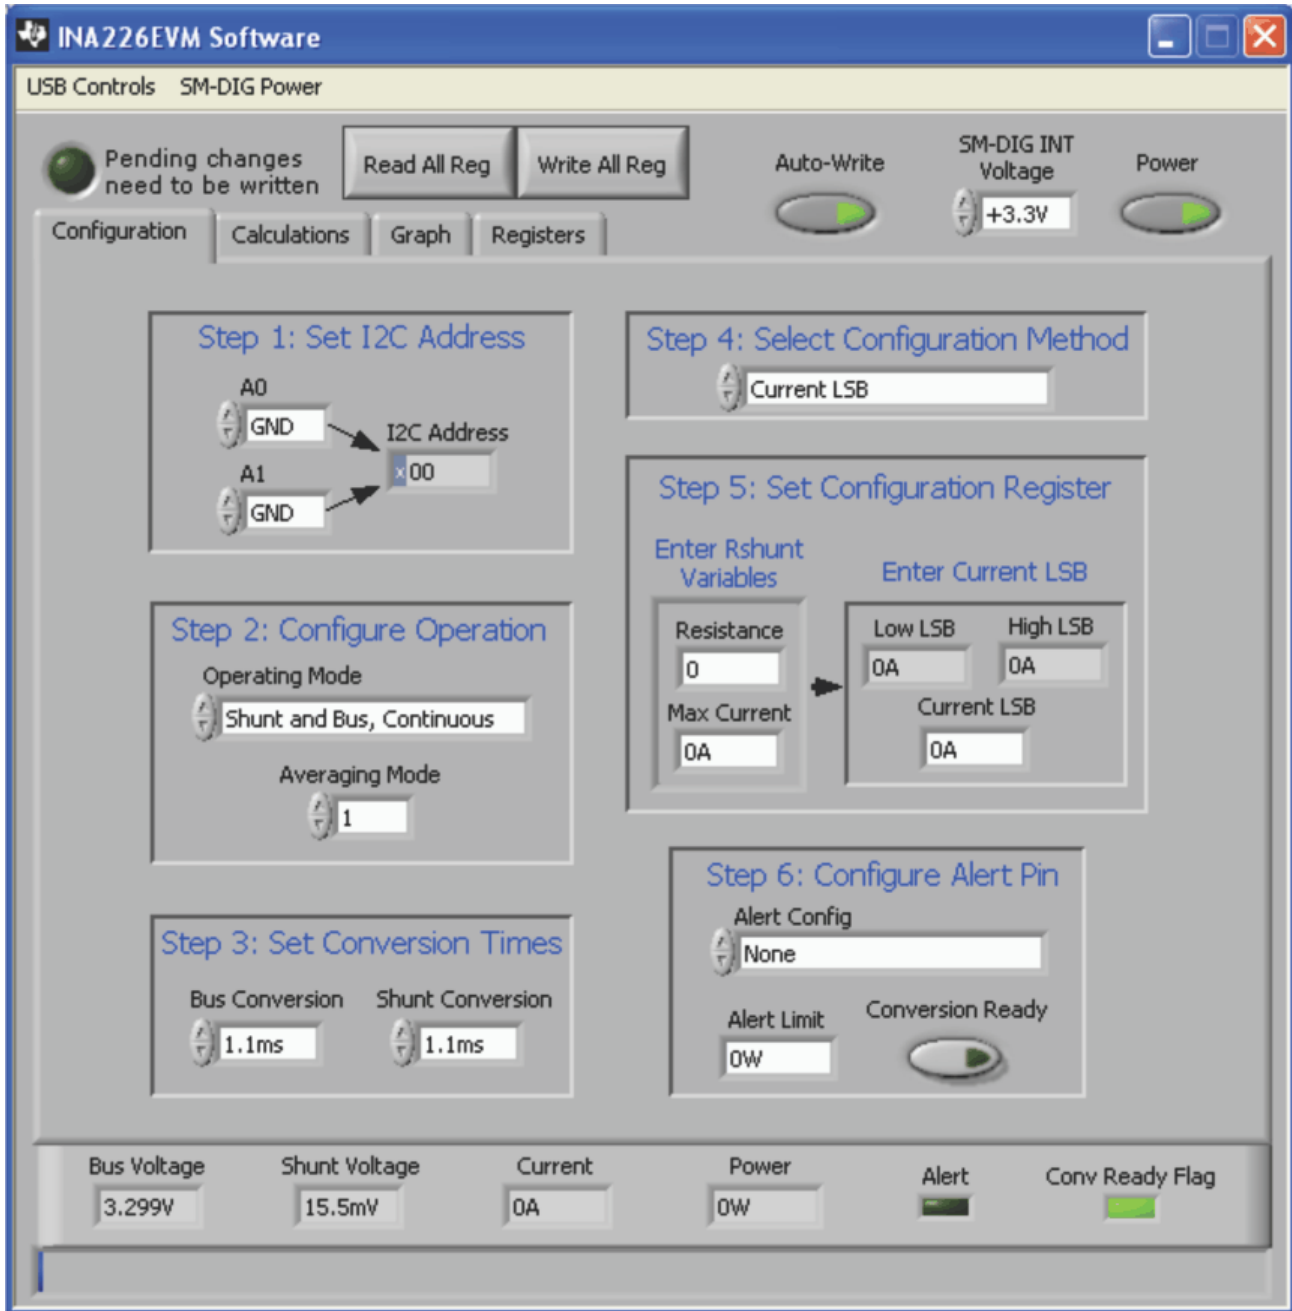 INA226EVM Software
USB Controls SM-DIG Power
Pending changes
need to be written
Read All Reg
Write All Reg
Auto-Write
SM-DIG INT
Voltage
+3.3V
Power
Configuration
Calculations
Graph
Registers
Step 1: Set I2C Address
A0
GND
I2C Address
x00
A1
GND
Step 2: Configure Operation
Operating Mode
Shunt and Bus, Continuous
Averaging Mode
1
Step 3: Set Conversion Times
Bus Conversion
1.1ms
Shunt Conversion
1.1ms
Step 4: Select Configuration Method
Current LSB
Step 5: Set Configuration Register
Enter Rshunt
Variables
Resistance
0
Max Current
0A
Enter Current LSB
Low LSB
0A
High LSB
0A
Current LSB
0A
Step 6: Configure Alert Pin
Alert Config
None
Alert Limit
0W
Conversion Ready
Bus Voltage
3.299V
Shunt Voltage
15.5mV
Current
0A
Power
0W
Alert
Conv Ready Flag